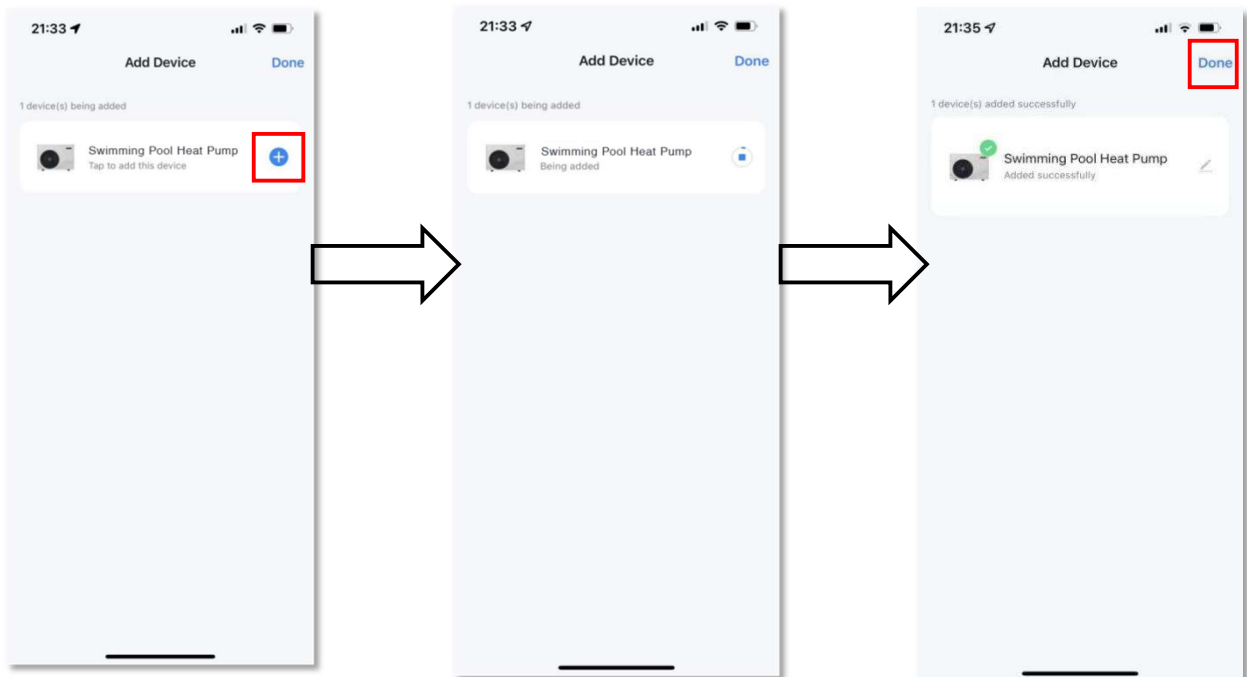 21:33
Add Device
Done
1 device(s) being added
Swimming Pool Heat Pump
Tap to add this device
21:33
Add Device
Done
1 device(s) being added
Swimming Pool Heat Pump
Being added
21:35
Add Device
Done
1 device(s) added successfully
Swimming Pool Heat Pump
Added successfully